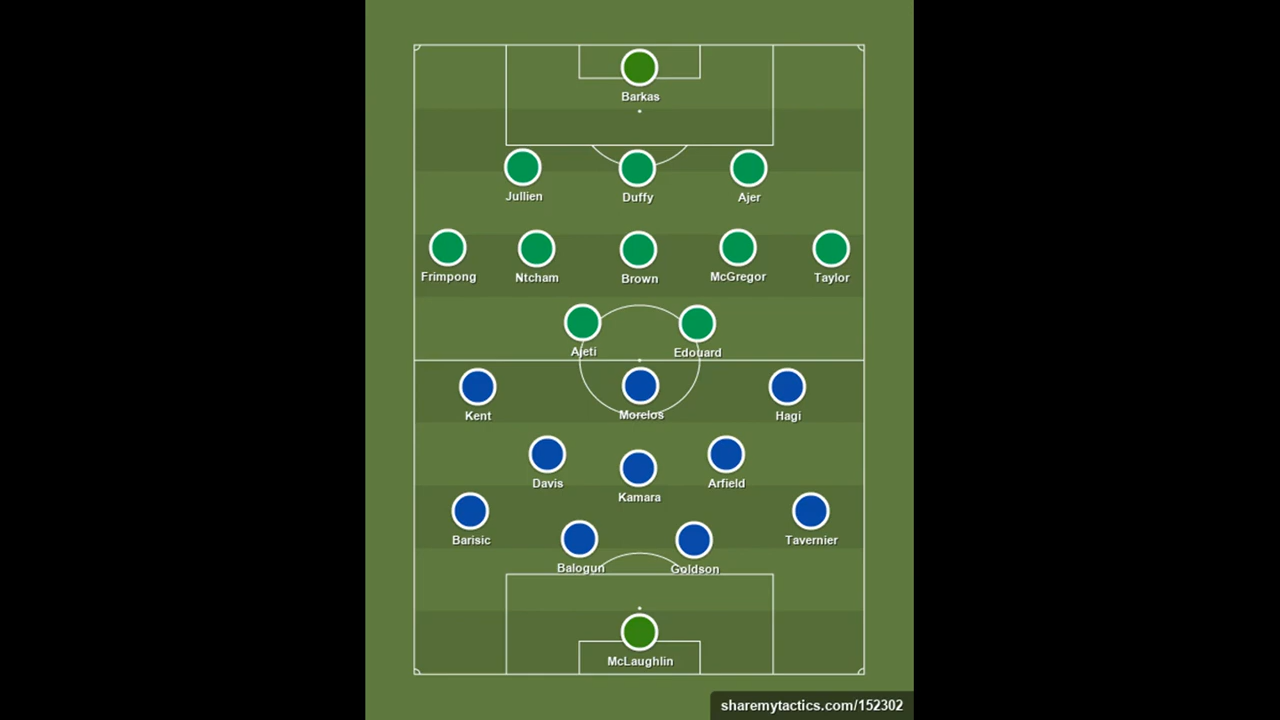 Barkas
Jullien Duffy Ajer
Frimpong Ntcham Brown McGregor Taylor
Ajeti Edouard
Kent Morelos Hagi
Davis Kamara Arfield
Barisic Balogun Goldson Tavernier
McLaughlin
sharemytactics.com/152302